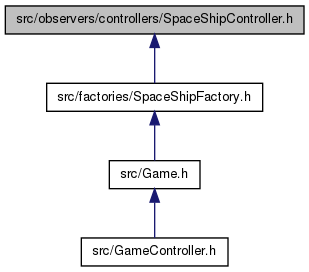 src/observers/controllers/SpaceShipController.h
src/factories/SpaceShipFactory.h
src/Game.h
src/GameController.h